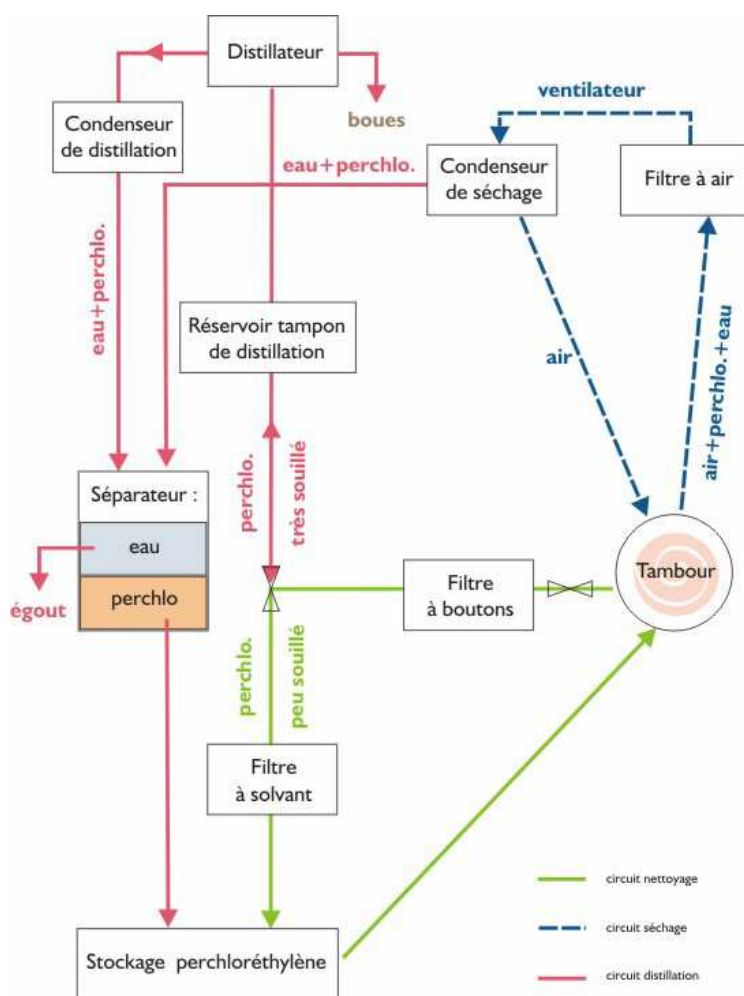 Distillateur
boues
ventilateur
Condenseur
de distillation
eau+perchlo.
Condenseur
de séchage
Filtre à air
eau+perchlo.
Réservoir tampon
de distillation
air
air+perchlo.+eau
perchlo.
très souillé
Séparateur :
eau
perchlo
égout
Filtre
à boutons
Tambour
perchlo.
peu souillé
Filtre
à solvant
Stockage perchloréthylène
circuit nettoyage
circuit séchage
circuit distillation